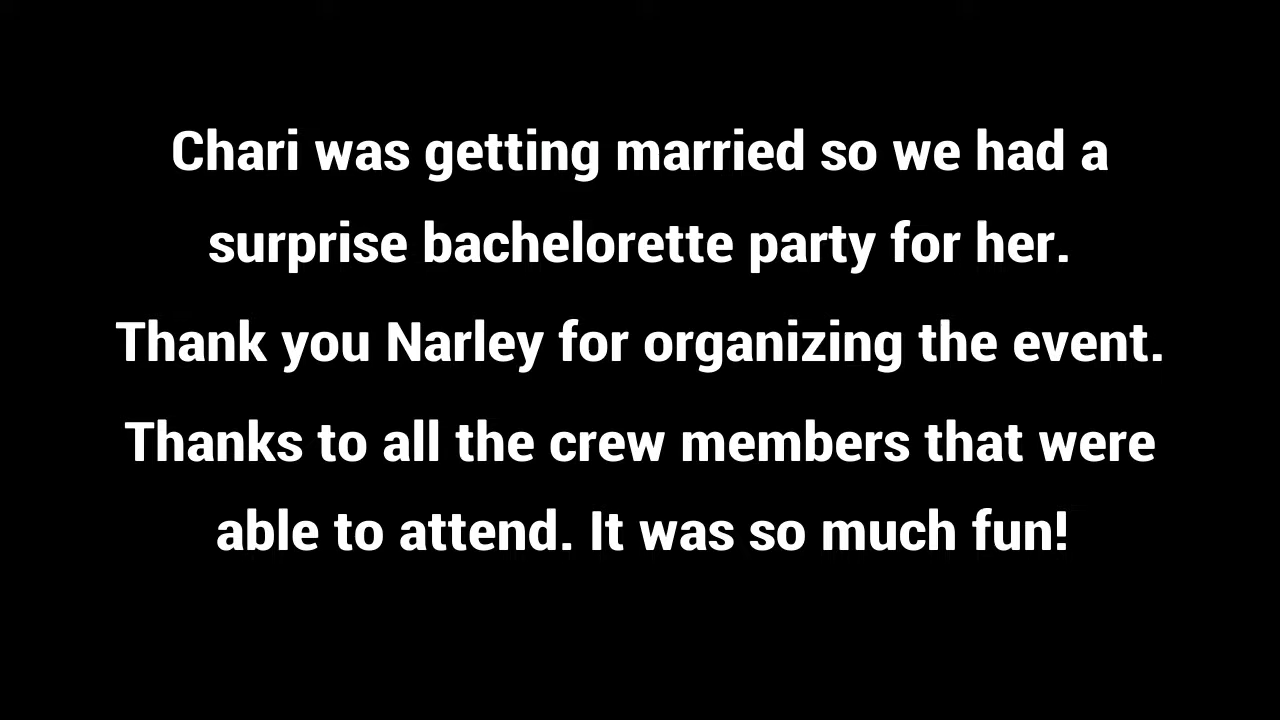 Chari was getting married so we had a
surprise bachelorette party for her.
Thank you Narley for organizing the event.
Thanks to all the crew members that were
able to attend. It was so much fun!